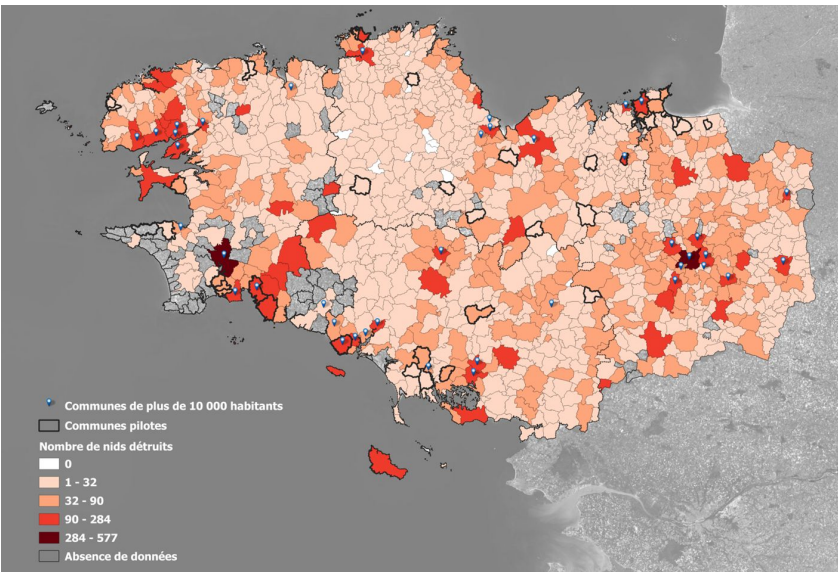 Communes de plus de 10 000 habitants
Communes pilotes
Nombre de nids détruits
0
1 - 32
32 - 90
90 - 284
284 - 577
Absence de données